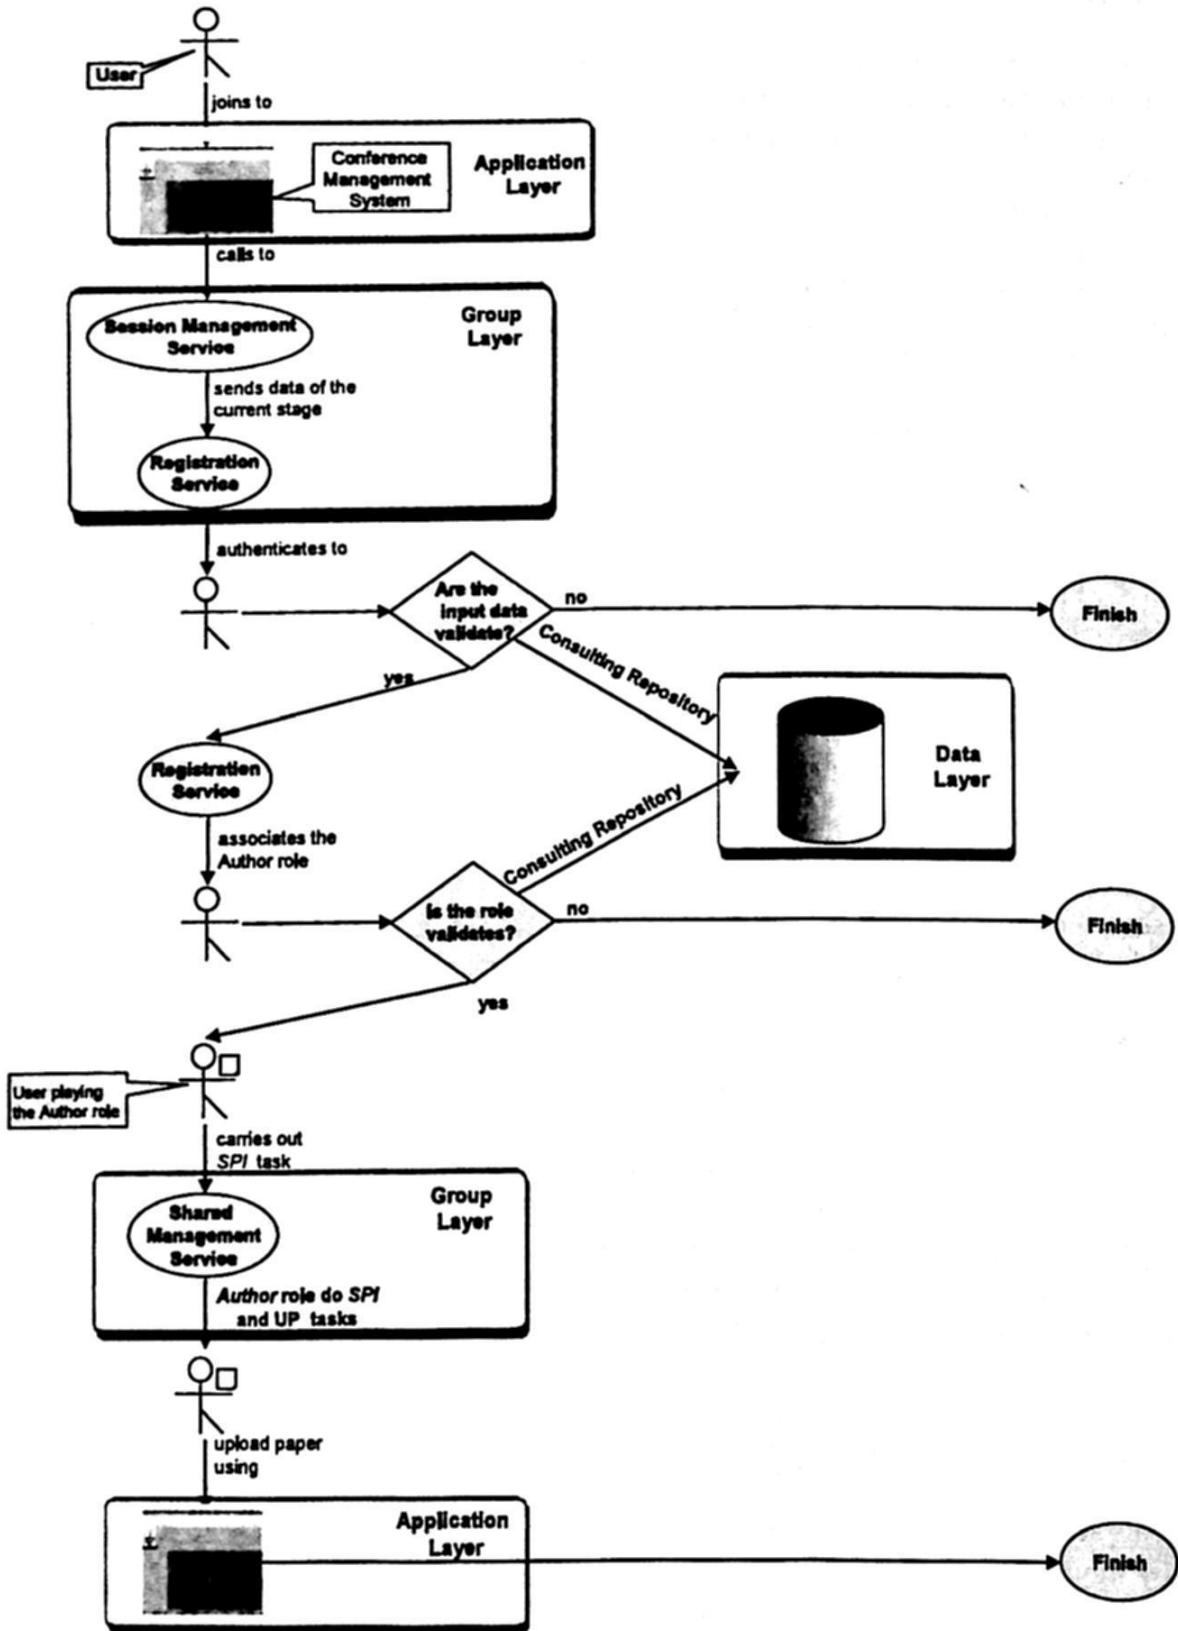 User
joins to
Conference
Management
System
Application
Layer
calls to
Session Management
Service
Group
Layer
sends data of the
current stage
Registration
Service
authenticates to
Are the
input data
validate?
no
Finish
Consulting Repository
yes
Data
Layer
Registration
Service
Consulting Repository
associates the
Author role
Is the role
validates?
no
Finish
yes
User playing
the Author role
carries out
SPI task
Group
Layer
Shared
Management
Service
Author role do SPI
and UP tasks
upload paper
using
Application
Layer
Finish